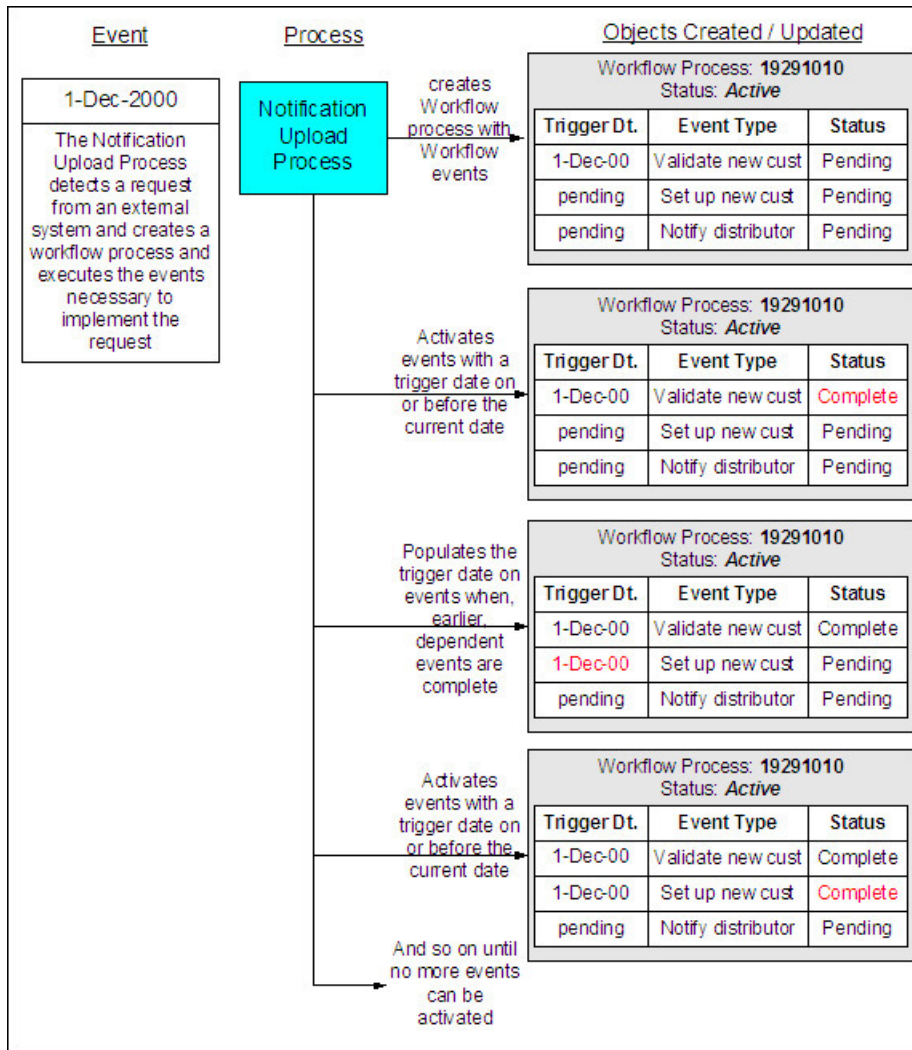 Event
Process
Objects Created / Updated
1-Dec-2000
The Notification
Upload Process
detects a request
from an external
system and creates a
workflow process and
executes the events
necessary to
implement the
request
Notification
Upload
Process
creates
Workflow
process with
Workflow
events
Workflow Process: 19291010
Status: Active
Trigger Dt. Event Type Status
1-Dec-00 Validate new cust Pending
pending Set up new cust Pending
pending Notify distributor Pending
Activates
events with a
trigger date on
or before the
current date
Workflow Process: 19291010
Status: Active
Trigger Dt. Event Type Status
1-Dec-00 Validate new cust Complete
pending Set up new cust Pending
pending Notify distributor Pending
Populates the
trigger date on
events when,
earlier,
dependent
events are
complete
Workflow Process: 19291010
Status: Active
Trigger Dt. Event Type Status
1-Dec-00 Validate new cust Complete
1-Dec-00 Set up new cust Pending
pending Notify distributor Pending
Activates
events with a
trigger date on
or before the
current date
Workflow Process: 19291010
Status: Active
Trigger Dt. Event Type Status
1-Dec-00 Validate new cust Complete
1-Dec-00 Set up new cust Complete
pending Notify distributor Pending
And so on until
no more events
can be
activated